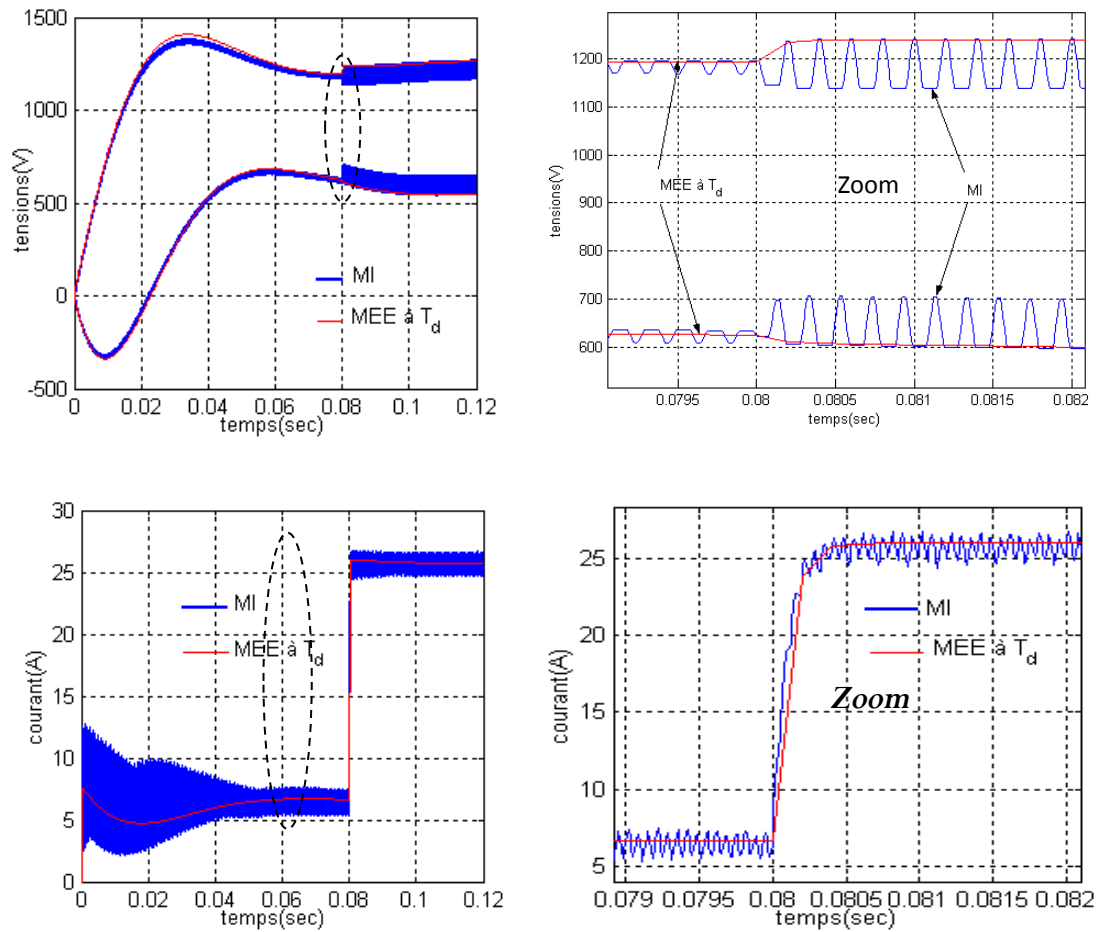 1500
1000
500
0
-500
tensions(V)
MI
MEE à Td
0 0.02 0.04 0.06 0.08 0.1 0.12
temps(sec)
1200
1100
1000
900
800
700
600
tensions(V)
MEE à Td
Zoom
MI
0.0795 0.08 0.0805 0.081 0.0815 0.082
temps(sec)
30
25
20
15
10
5
0
courant(A)
MI
MEE à Td
0 0.02 0.04 0.06 0.08 0.1 0.12
temps(sec)
25
20
15
10
5
courant(A)
MI
MEE à Td
Zoom
0.079 0.0795 0.08 0.0805 0.081 0.0815 0.082
temps(sec)